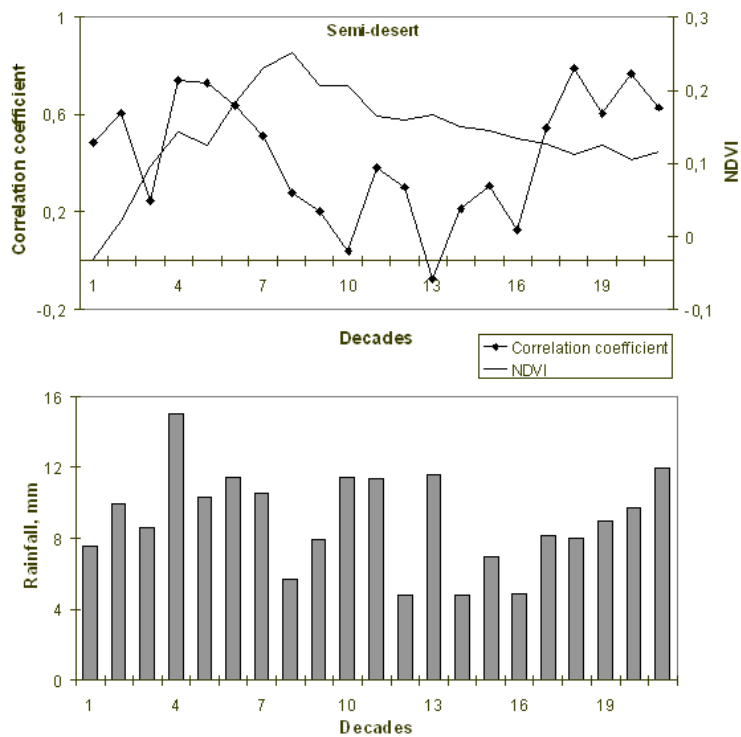 Semi-desert
Correlation coefficient
1
0,6
0,2
-0,2
NDVI
0,3
0,2
0,1
0
-0,1
1 4 7 10 13 16 19
Decades
Correlation coefficient
NDVI
Rainfall, mm
16
12
8
4
0
1 4 7 10 13 16 19
Decades